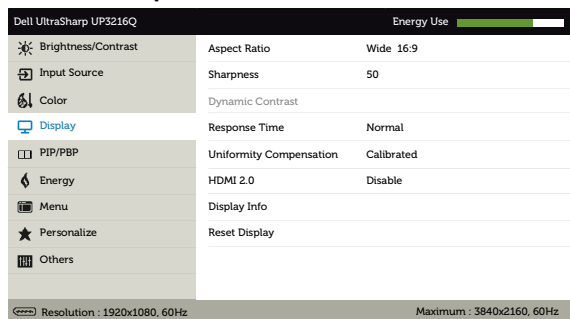 Dell UltraSharp UP3216Q Energy Use
Brightness/Contrast
Input Source
Color
Display
PIP/PBP
Energy
Menu
Personalize
Others
Aspect Ratio Wide 16:9
Sharpness 50
Dynamic Contrast
Response Time Normal
Uniformity Compensation Calibrated
HDMI 2.0 Disable
Display Info
Reset Display
Resolution : 1920x1080, 60Hz Maximum : 3840x2160, 60Hz